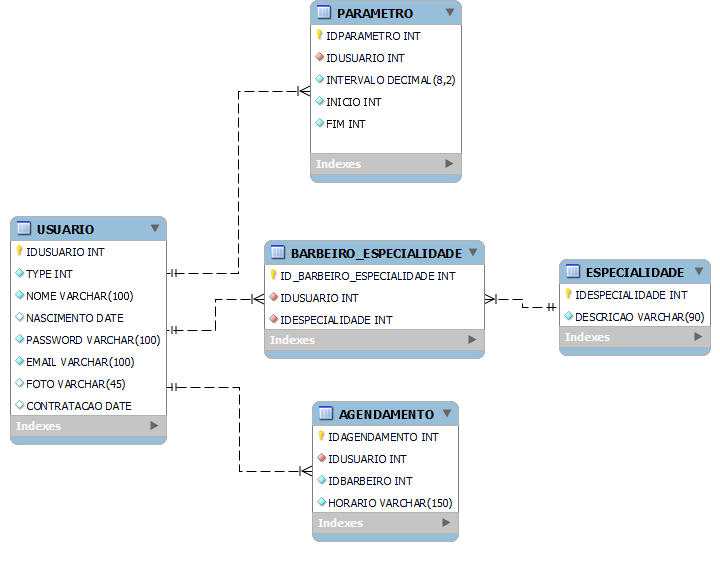 PARAMETRO
IDPARAMETRO INT
IDUSUARIO INT
INTERVALO DECIMAL(8,2)
INICIO INT
FIM INT
Indexes
USUARIO
IDUSUARIO INT
TYPE INT
NOME VARCHAR(100)
NASCIMENTO DATE
PASSWORD VARCHAR(100)
EMAIL VARCHAR(100)
FOTO VARCHAR(45)
CONTRATACAO DATE
Indexes
BARBEIRO_ESPECIALIDADE
ID_BARBEIRO_ESPECIALIDADE INT
IDUSUARIO INT
IDESPECIALIDADE INT
Indexes
ESPECIALIDADE
IDESPECIALIDADE INT
DESCRICAO VARCHAR(90)
Indexes
AGENDAMENTO
IDAGENDAMENTO INT
IDUSUARIO INT
IDBARBEIRO INT
HORARIO VARCHAR(150)
Indexes